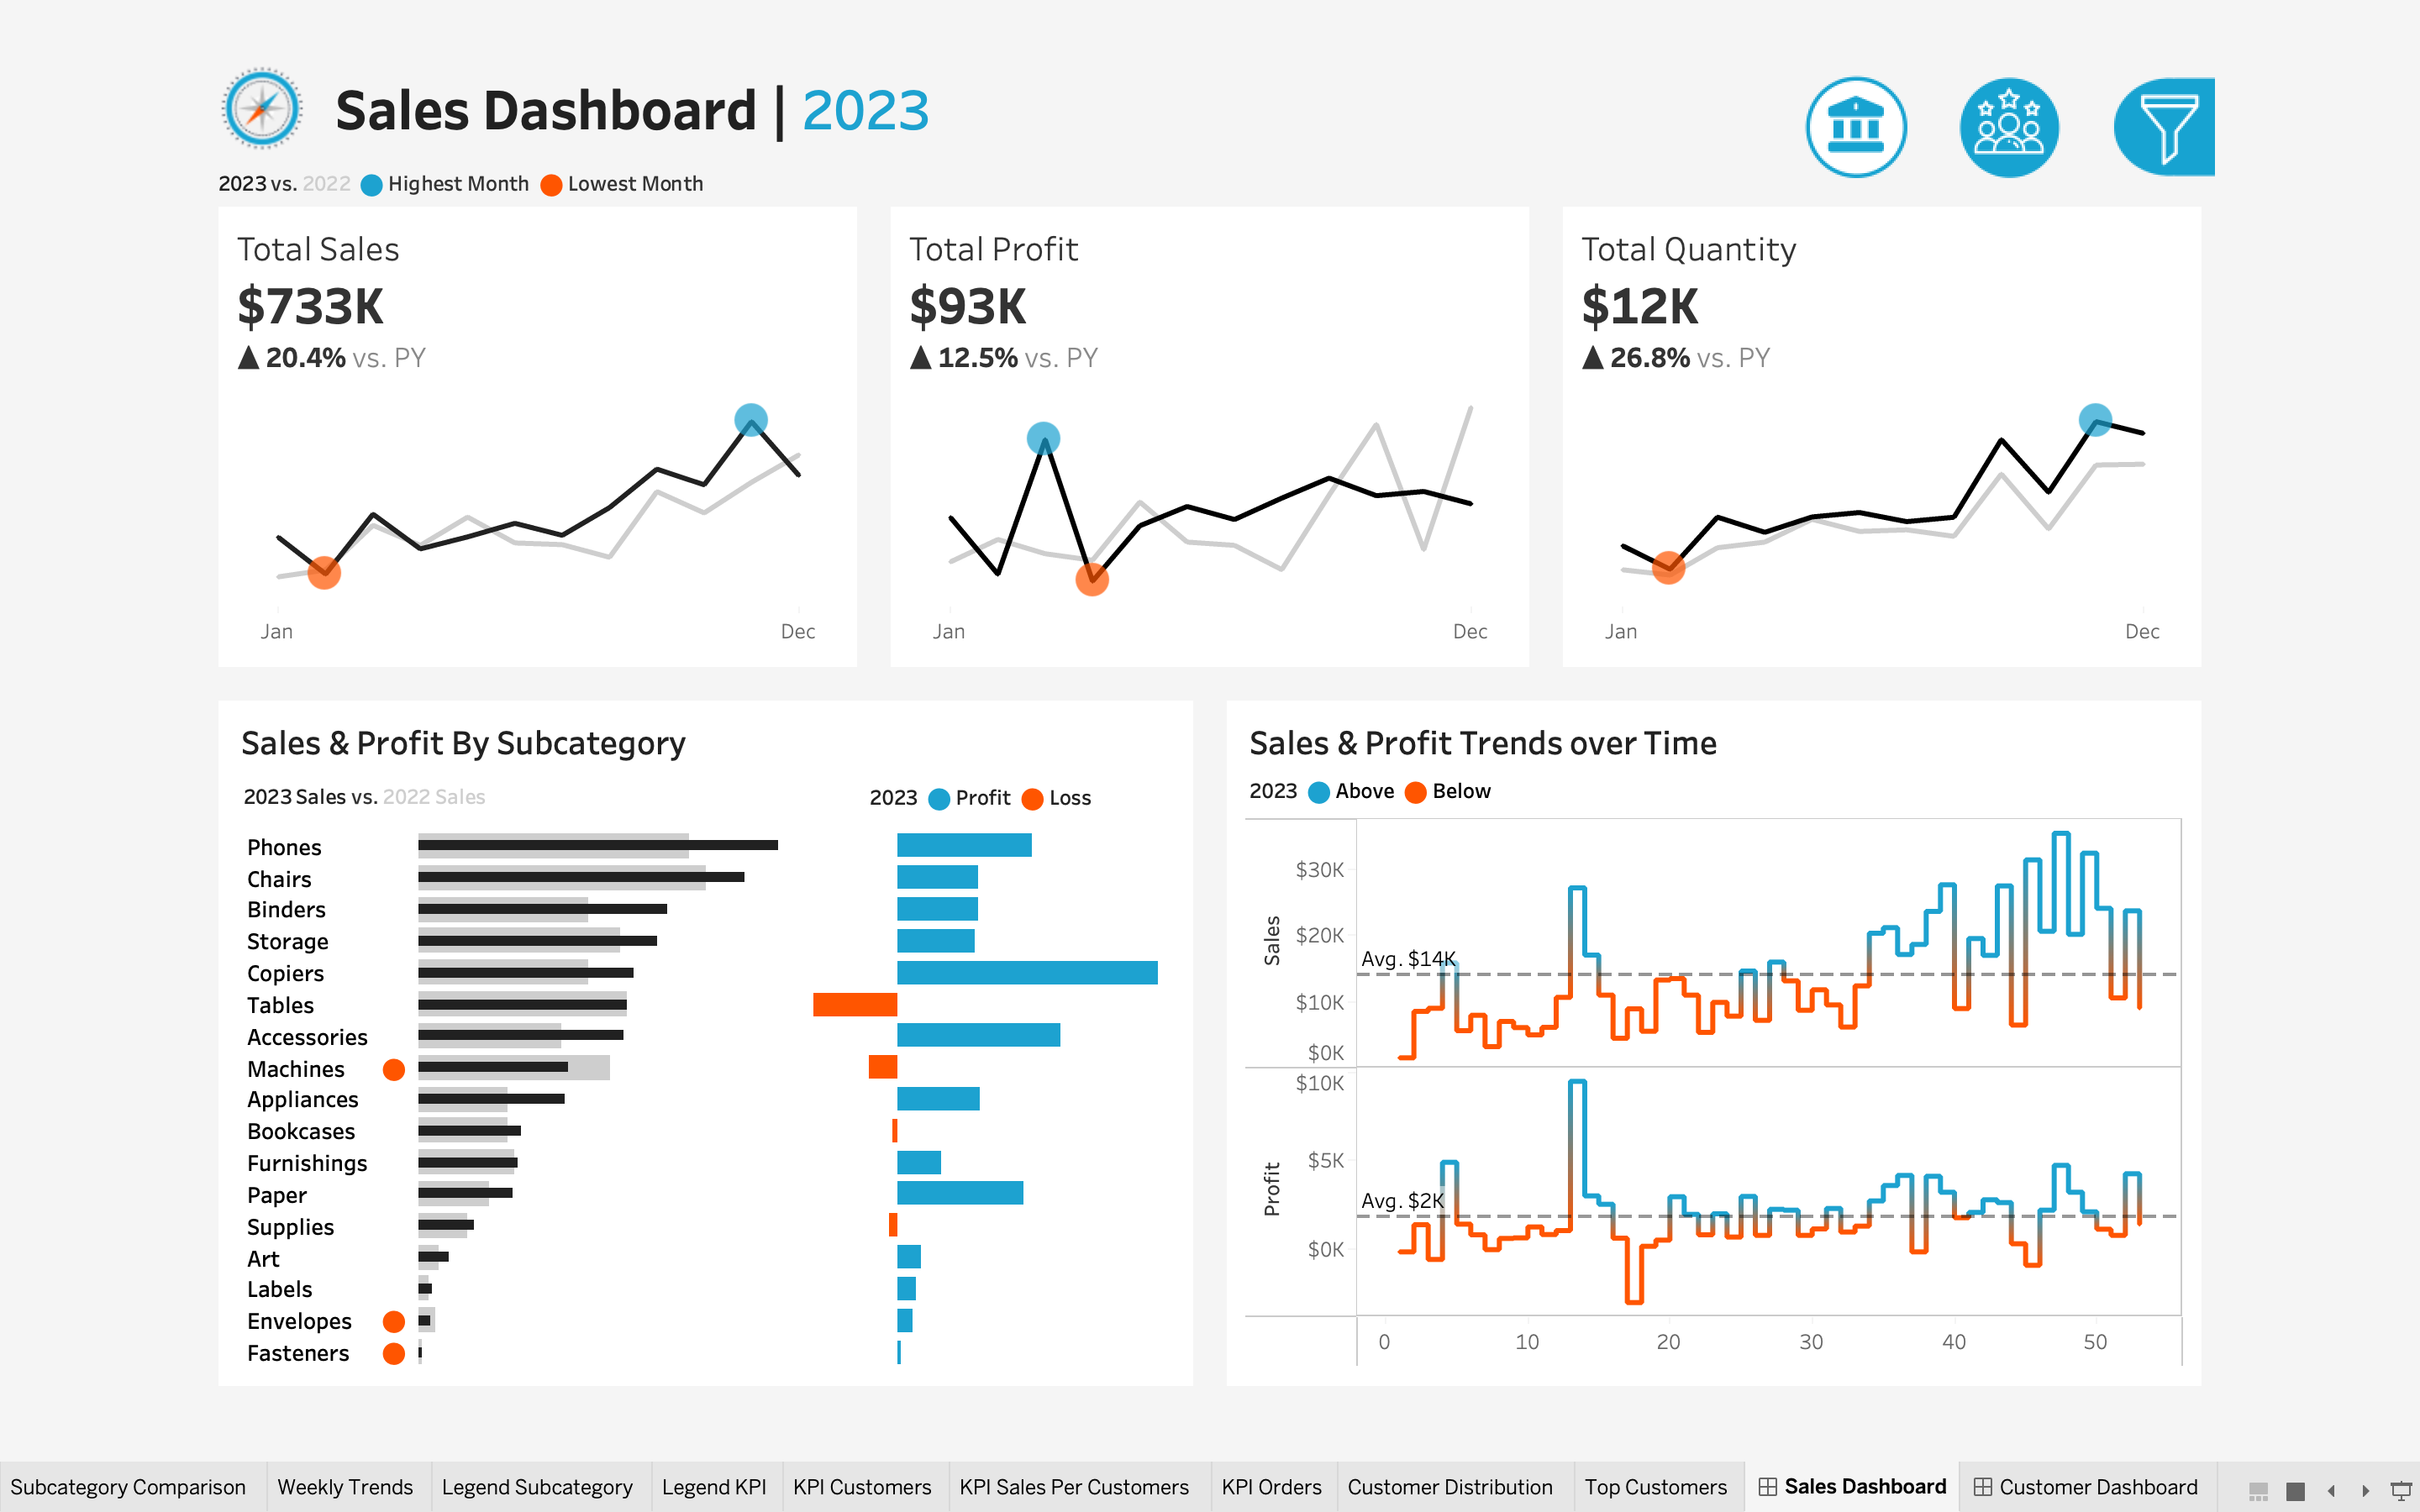 Sales Dashboard | 2023
2023 vs. 2022 Highest Month Lowest Month
Total Sales
$733K
▲ 20.4% vs. PY
Jan Dec
Total Profit
$93K
▲ 12.5% vs. PY
Jan Dec
Total Quantity
$12K
▲ 26.8% vs. PY
Jan Dec
Sales & Profit By Subcategory
2023 Sales vs. 2022 Sales
2023 Profit Loss
Phones
Chairs
Binders
Storage
Copiers
Tables
Accessories
Machines
Appliances
Bookcases
Furnishings
Paper
Supplies
Art
Labels
Envelopes
Fasteners
Sales & Profit Trends over Time
2023 Above Below
Sales
$30K
$20K
Avg. $14K
$10K
$0K
Profit
$10K
$5K
Avg. $2K
$0K
0 10 20 30 40 50
Subcategory Comparison Weekly Trends Legend Subcategory Legend KPI KPI Customers KPI Sales Per Customers KPI Orders Customer Distribution Top Customers Sales Dashboard Customer Dashboard